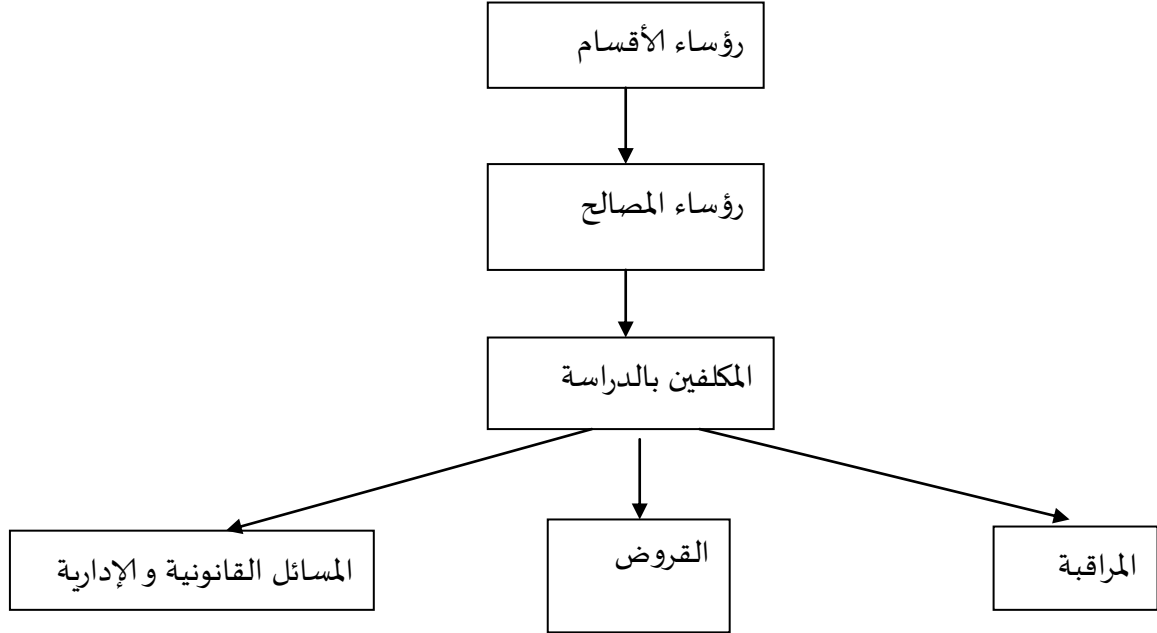 رؤساء الأقسام
رؤساء المصالح
المكلفين بالدراسة
المراقبة
القروض
المسائل القانونية و الإدارية